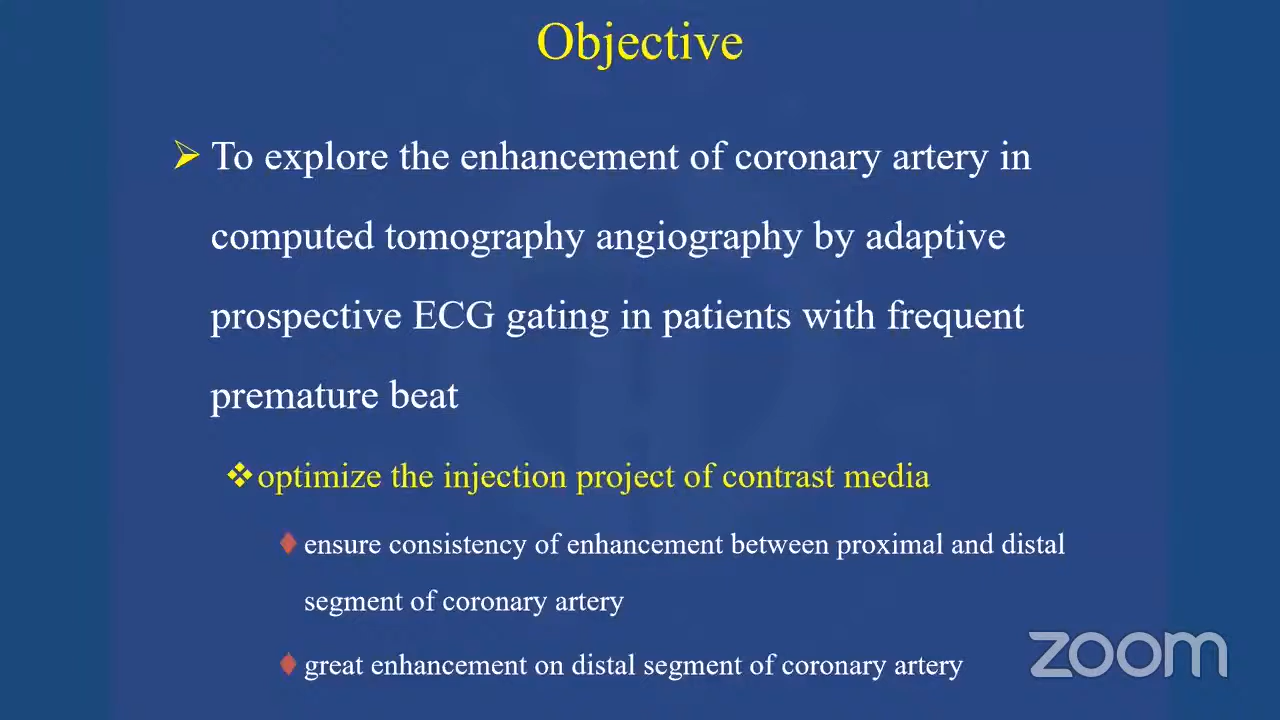 Objective
To explore the enhancement of coronary artery in
computed tomography angiography by adaptive
prospective ECG gating in patients with frequent
premature beat
optimize the injection project of contrast media
ensure consistency of enhancement between proximal and distal
segment of coronary artery
great enhancement on distal segment of coronary artery
zoom